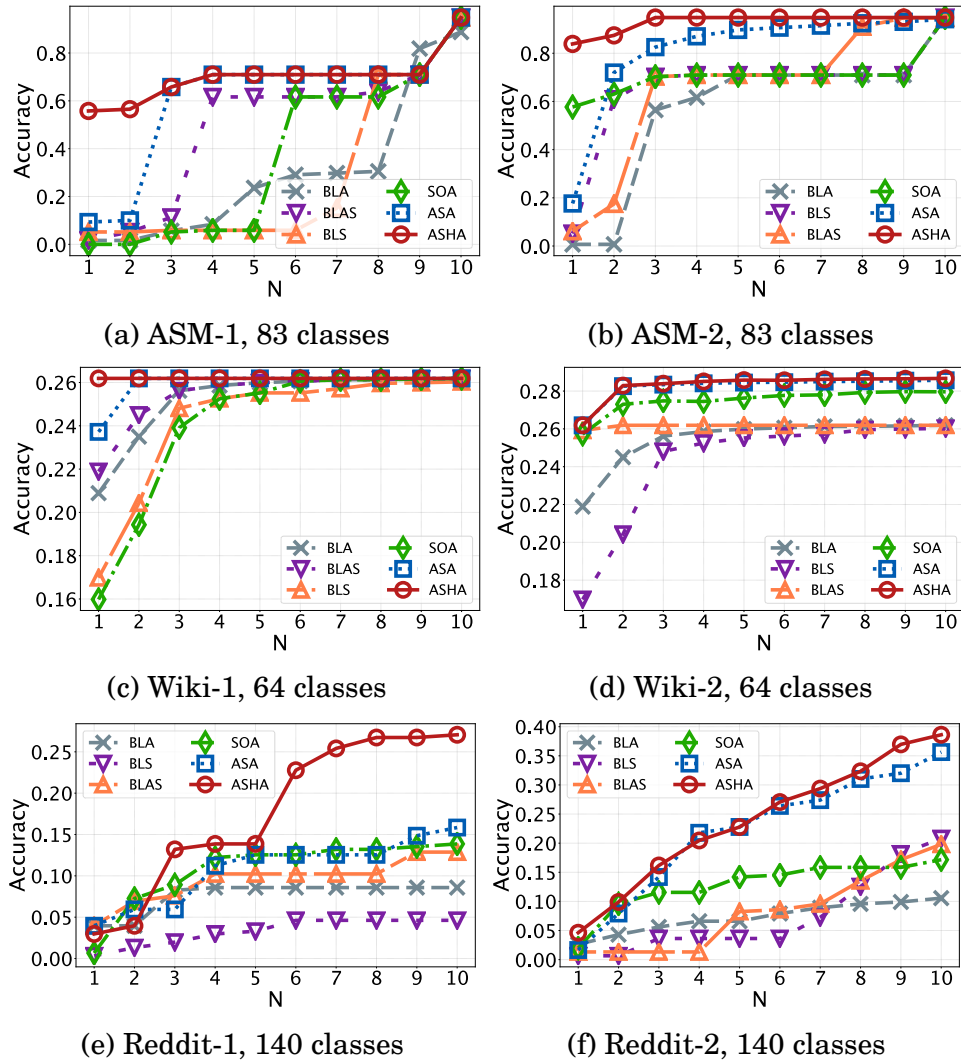 Accuracy
0.8
0.6
0.4
0.2
0.0
BLA
BLAS
BLS
SOA
ASA
ASHA
1 2 3 4 5 6 7 8 9 10
N
(a) ASM-1, 83 classes
Accuracy
0.8
0.6
0.4
0.2
0.0
BLA
BLS
BLAS
SOA
ASA
ASHA
1 2 3 4 5 6 7 8 9 10
N
(b) ASM-2, 83 classes
Accuracy
0.26
0.24
0.22
0.20
0.18
0.16
BLA
BLAS
BLS
SOA
ASA
ASHA
1 2 3 4 5 6 7 8 9 10
N
(c) Wiki-1, 64 classes
Accuracy
0.28
0.26
0.24
0.22
0.20
0.18
BLA
BLS
BLAS
SOA
ASA
ASHA
1 2 3 4 5 6 7 8 9 10
N
(d) Wiki-2, 64 classes
Accuracy
0.25
0.20
0.15
0.10
0.05
0.00
BLA
BLS
BLAS
SOA
ASA
ASHA
1 2 3 4 5 6 7 8 9 10
N
(e) Reddit-1, 140 classes
Accuracy
0.40
0.35
0.30
0.25
0.20
0.15
0.10
0.05
0.00
BLA
BLS
BLAS
SOA
ASA
ASHA
1 2 3 4 5 6 7 8 9 10
N
(f) Reddit-2, 140 classes